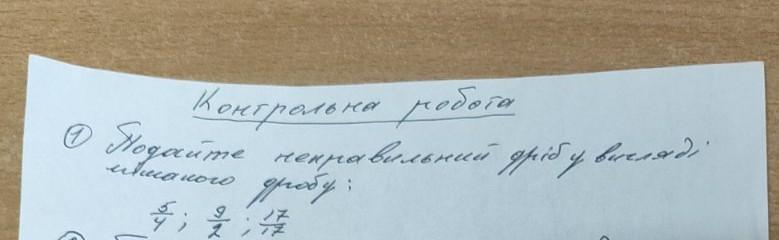 Контрольна робота
① Подайте неправильний дріб у вигляді
мішаного дробу:
5/4 ; 9/2 ; 17/17